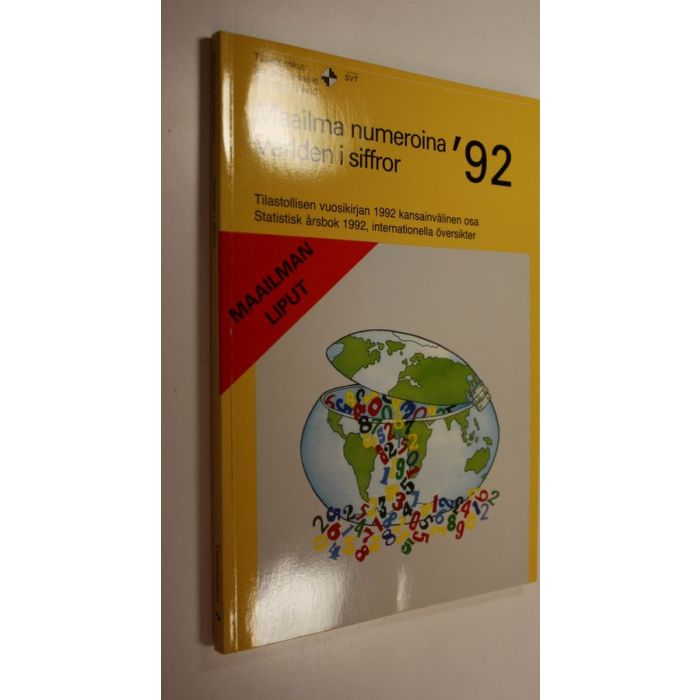 SVT
Maailma numeroina
Världen i siffror
'92
Tilastollisen vuosikirjan 1992 kansainvälinen osa
Statistisk årsbok 1992, internationella översikter
MAAILMAN
LIPUT